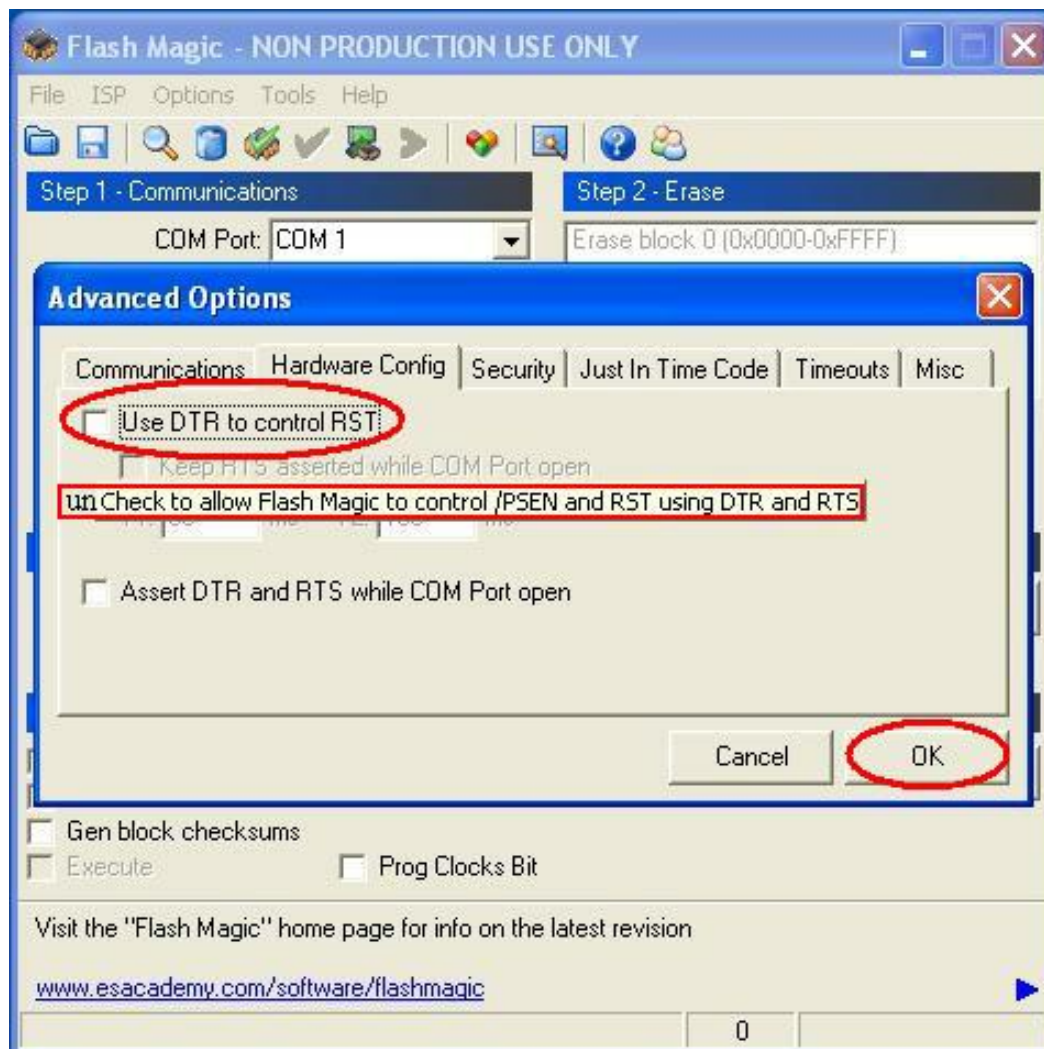 Flash Magic - NON PRODUCTION USE ONLY
File ISP Options Tools Help
Step 1 - Communications
Step 2 - Erase
COM Port: COM 1
Erase block 0 (0x0000-0xFFFF)
Advanced Options
Communications Hardware Config Security Just In Time Code Timeouts Misc
Use DTR to control RST
Keep RTS asserted while COM Port open
un Check to allow Flash Magic to control /PSEN and RST using DTR and RTS
Assert DTR and RTS while COM Port open
Cancel OK
Gen block checksums
Execute Prog Clocks Bit
Visit the "Flash Magic" home page for info on the latest revision
www.esacademy.com/software/flashmagic
0